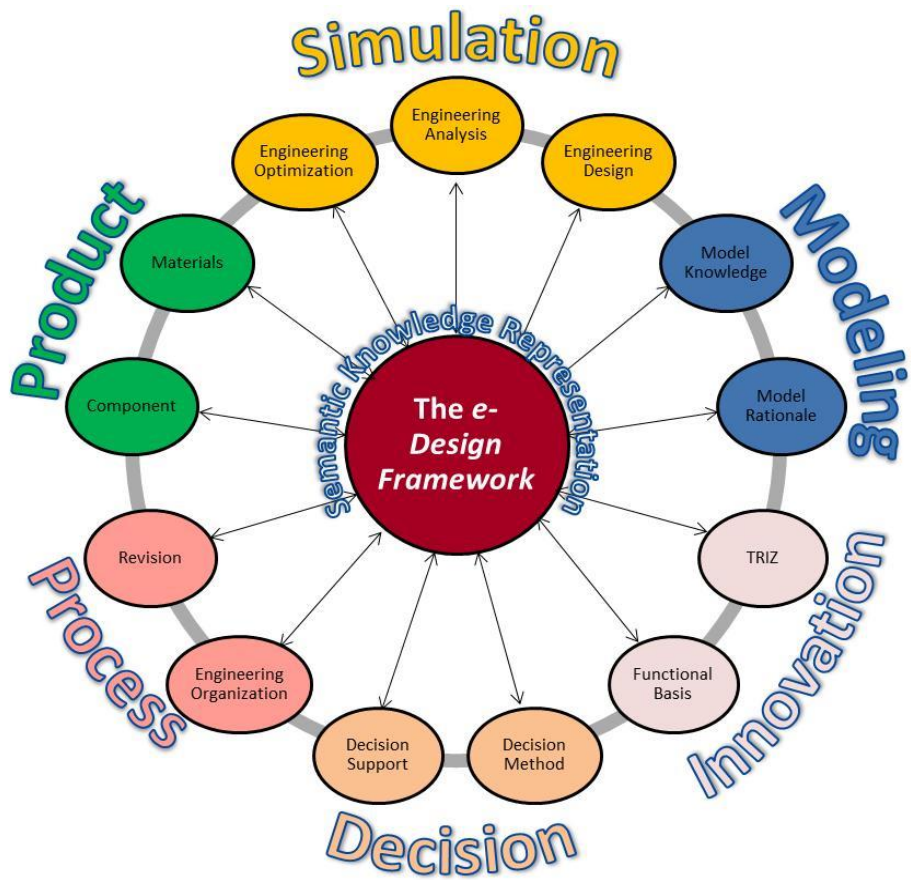 Simulation
Engineering
Analysis
Engineering
Optimization
Engineering
Design
Product
Modeling
Materials
Model
Knowledge
Semantic Knowledge Representation
Component
The e-
Design
Framework
Model
Rationale
Revision
TRIZ
Process
Innovation
Engineering
Organization
Functional
Basis
Decision
Support
Decision
Method
Decision